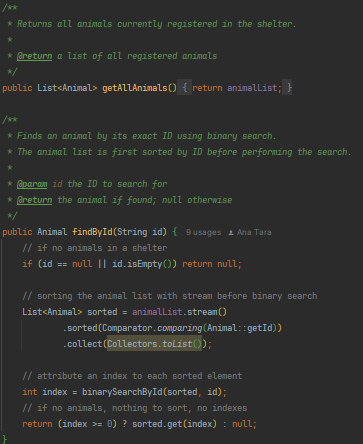 /**
 * Returns all animals currently registered in the shelter.
 *
 * @return a list of all registered animals
 */
public List<Animal> getAllAnimals() { return animalList; }

/**
 * Finds an animal by its exact ID using binary search.
 * The animal list is first sorted by ID before performing the search.
 *
 * @param id the ID to search for
 * @return the animal if found; null otherwise
 */
public Animal findById(String id) { 9 usages Ana Tara
    // if no animals in a shelter
    if (id == null || id.isEmpty()) return null;

    // sorting the animal list with stream before binary search
    List<Animal> sorted = animalList.stream()
            .sorted(Comparator.comparing(Animal::getId))
            .collect(Collectors.toList());

    // attribute an index to each sorted element
    int index = binarySearchById(sorted, id);
    // if no animals, nothing to sort, no indexes
    return (index >= 0) ? sorted.get(index) : null;
}